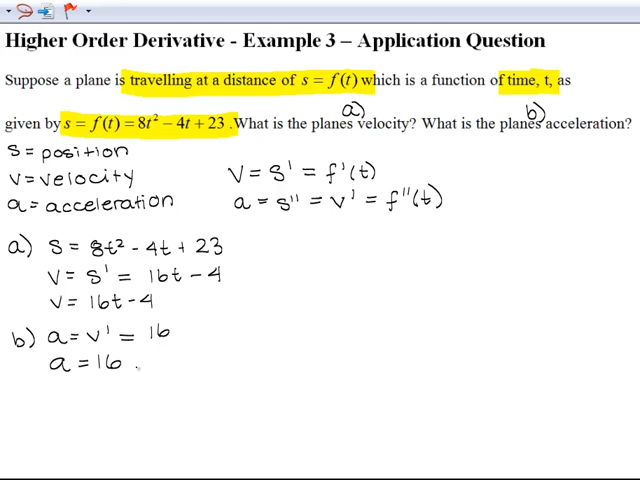 Higher Order Derivative - Example 3 – Application Question
Suppose a plane is travelling at a distance of s = f(t) which is a function of time, t, as
a) b)
given by s = f(t) = 8t² − 4t + 23 .What is the planes velocity? What is the planes acceleration?
s = position
v = velocity
a = acceleration
v = s' = f'(t)
a = s'' = v' = f''(t)
a) s = 8t² - 4t + 23
v = s' = 16t - 4
v = 16t - 4
b) a = v' = 16
a = 16